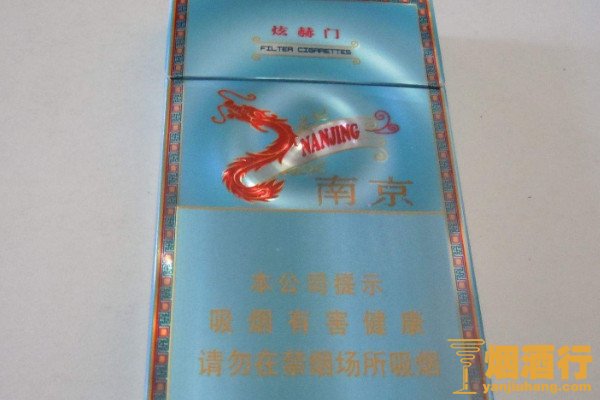 炫赫门
FILTER CIGARETTES
NANJING
南京
本公司提示
吸烟有害健康
请勿在禁烟场所吸烟
烟酒行
yanjiuhang.com